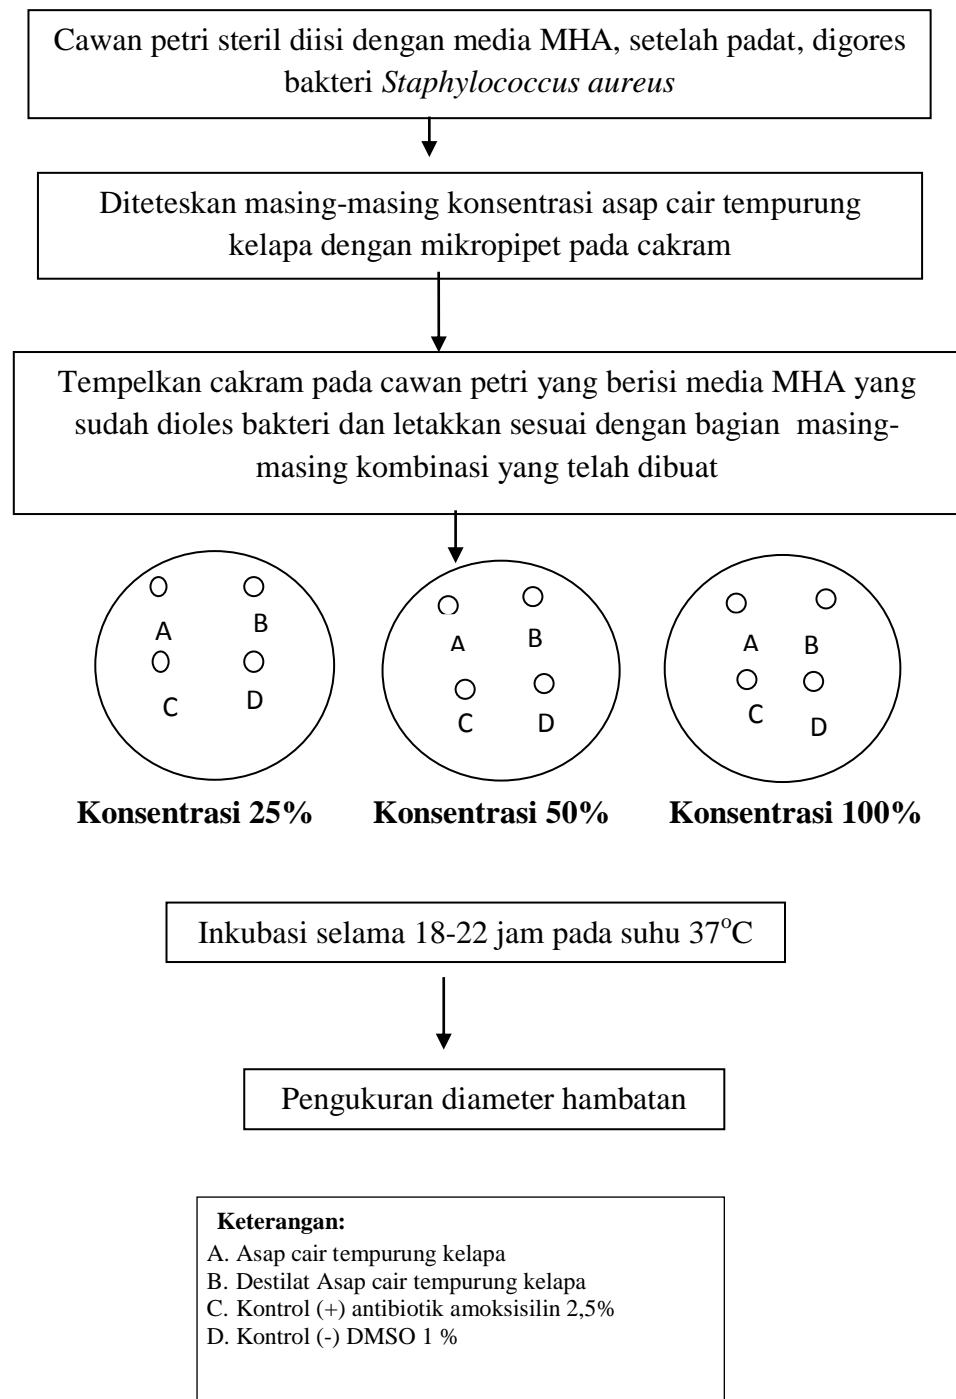 Cawan petri steril diisi dengan media MHA, setelah padat, digores
bakteri Staphylococcus aureus
Diteteskan masing-masing konsentrasi asap cair tempurung
kelapa dengan mikropipet pada cakram
Tempelkan cakram pada cawan petri yang berisi media MHA yang
sudah dioles bakteri dan letakkan sesuai dengan bagian masing-
masing kombinasi yang telah dibuat
A B
C D
A B
C D
A B
C D
Konsentrasi 25% Konsentrasi 50% Konsentrasi 100%
Inkubasi selama 18-22 jam pada suhu 37°C
Pengukuran diameter hambatan
Keterangan:
A. Asap cair tempurung kelapa
B. Destilat Asap cair tempurung kelapa
C. Kontrol (+) antibiotik amoksisilin 2,5%
D. Kontrol (-) DMSO 1 %